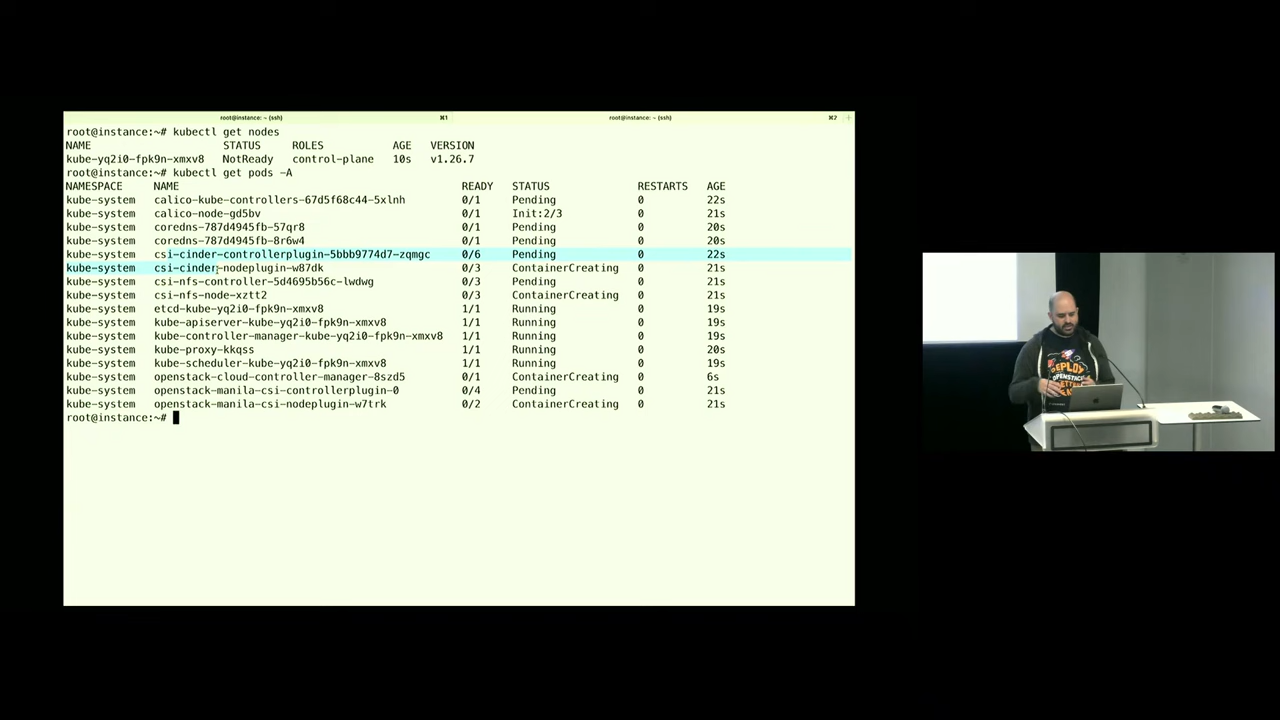 root@instance: ~ (ssh) ⌘1 root@instance: ~ (ssh) ⌘2 +
root@instance:~# kubectl get nodes
NAME STATUS ROLES AGE VERSION
kube-yq2i0-fpk9n-xmxv8 NotReady control-plane 10s v1.26.7
root@instance:~# kubectl get pods -A
NAMESPACE NAME READY STATUS RESTARTS AGE
kube-system calico-kube-controllers-67d5f68c44-5xlnh 0/1 Pending 0 22s
kube-system calico-node-gd5bv 0/1 Init:2/3 0 21s
kube-system coredns-787d4945fb-57qr8 0/1 Pending 0 20s
kube-system coredns-787d4945fb-8r6w4 0/1 Pending 0 20s
kube-system csi-cinder-controllerplugin-5bbb9774d7-zqmgc 0/6 Pending 0 22s
kube-system csi-cinder-nodeplugin-w87dk 0/3 ContainerCreating 0 21s
kube-system csi-nfs-controller-5d4695b56c-lwdwg 0/3 Pending 0 21s
kube-system csi-nfs-node-xztt2 0/3 ContainerCreating 0 21s
kube-system etcd-kube-yq2i0-fpk9n-xmxv8 1/1 Running 0 19s
kube-system kube-apiserver-kube-yq2i0-fpk9n-xmxv8 1/1 Running 0 19s
kube-system kube-controller-manager-kube-yq2i0-fpk9n-xmxv8 1/1 Running 0 19s
kube-system kube-proxy-kkqss 1/1 Running 0 20s
kube-system kube-scheduler-kube-yq2i0-fpk9n-xmxv8 1/1 Running 0 19s
kube-system openstack-cloud-controller-manager-8szd5 0/1 ContainerCreating 0 6s
kube-system openstack-manila-csi-controllerplugin-0 0/4 Pending 0 21s
kube-system openstack-manila-csi-nodeplugin-w7trk 0/2 ContainerCreating 0 21s
root@instance:~#
DEPLOY
OPENSTACK